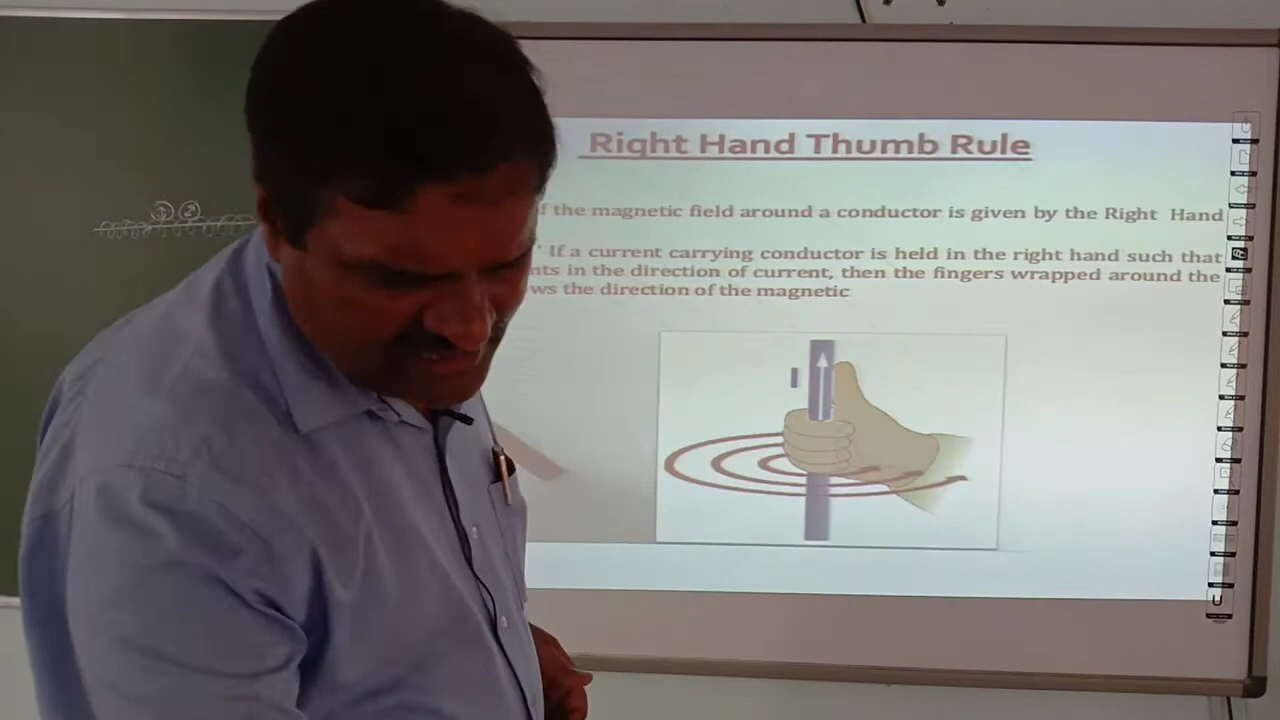 Right Hand Thumb Rule
f the magnetic field around a conductor is given by the Right Hand
If a current carrying conductor is held in the right hand such that
nts in the direction of current, then the fingers wrapped around the
ws the direction of the magnetic
I